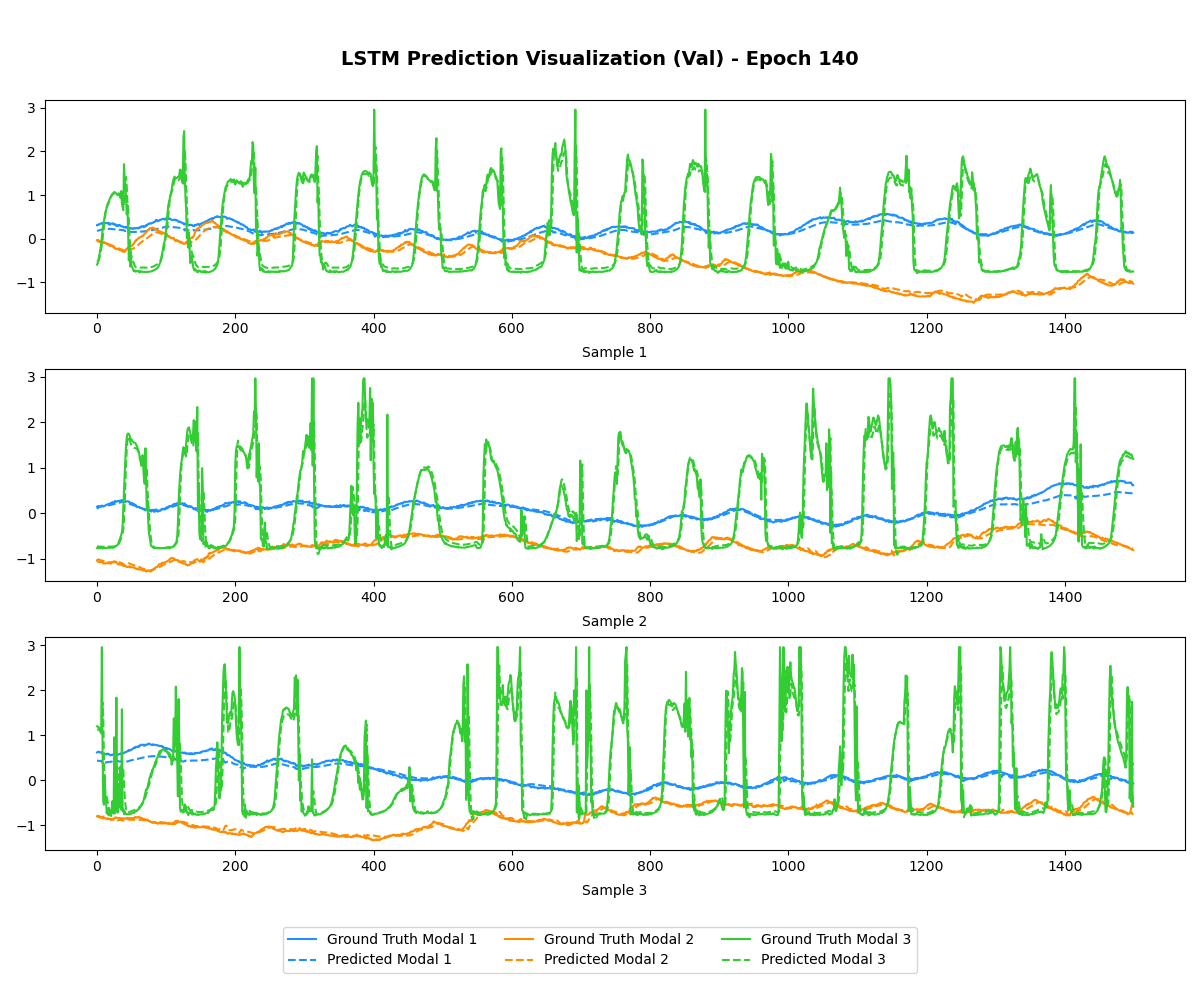 LSTM Prediction Visualization (Val) - Epoch 140
3
2
1
0
−1
0 200 400 600 800 1000 1200 1400
Sample 1
3
2
1
0
−1
0 200 400 600 800 1000 1200 1400
Sample 2
3
2
1
0
−1
0 200 400 600 800 1000 1200 1400
Sample 3
Ground Truth Modal 1 Ground Truth Modal 2 Ground Truth Modal 3
Predicted Modal 1 Predicted Modal 2 Predicted Modal 3